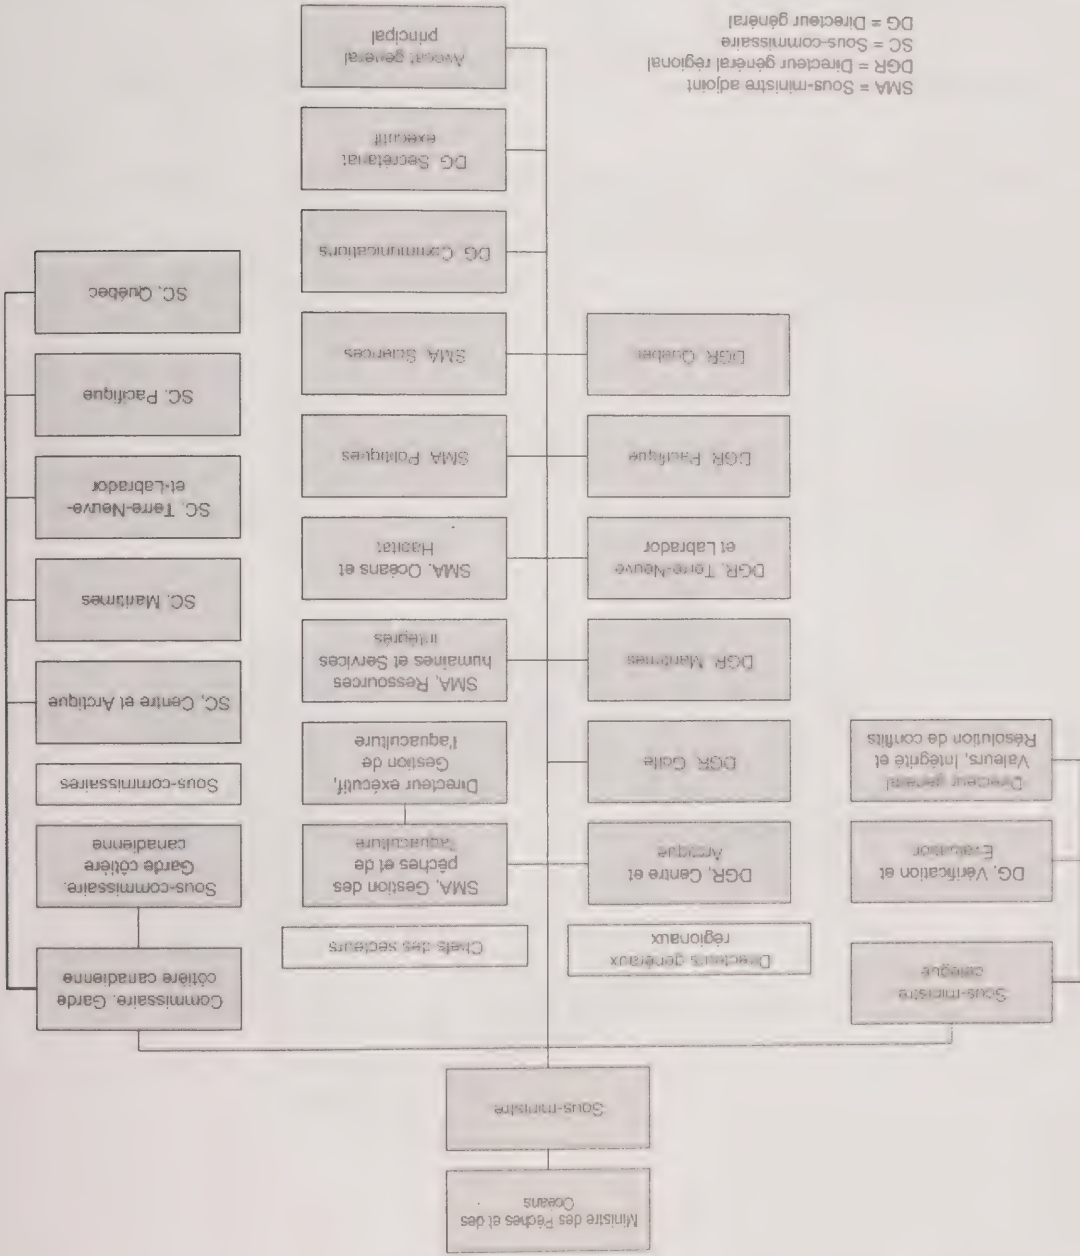 Ministre des Pêches et des
Océans
Sous-ministre
Sous-ministre
délégué
DG, Vérification et
Évaluation
Directeur général
Valeurs, Intégrité et
Résolution de conflits
Directeurs généraux
régionaux
DGR, Centre et
Arctique
DGR, Golfe
DGR, Maritimes
DGR, Terre-Neuve
et Labrador
DGR, Pacifique
DGR, Québec
Chefs des secteurs
SMA, Gestion des
pêches et de
l'aquaculture
Directeur exécutif,
Gestion de
l'aquaculture
SMA, Ressources
humaines et Services
intégrés
SMA, Océans et
Habitat
SMA, Politiques
SMA, Sciences
DG, Communications
DG, Secrétariat
exécutif
Avocat général
principal
Commissaire, Garde
côtière canadienne
Sous-commissaire,
Garde côtière
canadienne
Sous-commissaires
SC, Centre et Arctique
SC, Maritimes
SC, Terre-Neuve-
et-Labrador
SC, Pacifique
SC, Québec
SMA = Sous-ministre adjoint
DGR = Directeur général régional
SC = Sous-commissaire
DG = Directeur général